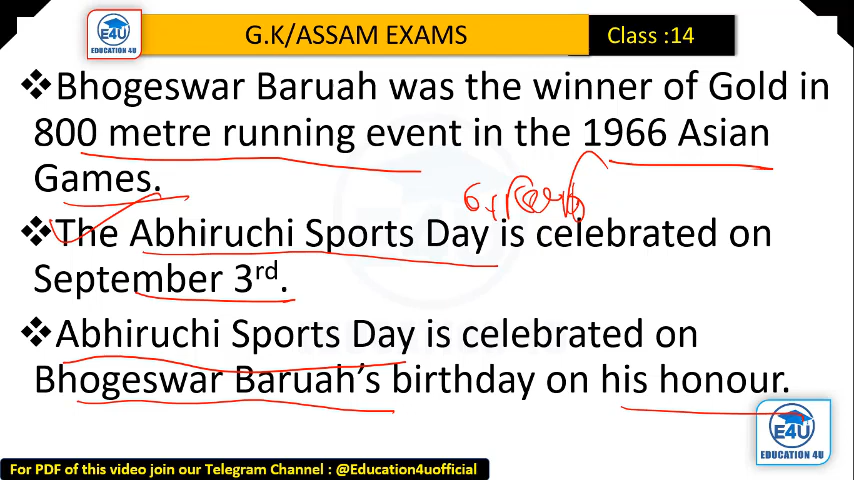 E4U
EDUCATION 4U
G.K/ASSAM EXAMS
Class :14
❖Bhogeswar Baruah was the winner of Gold in
800 metre running event in the 1966 Asian
Games.
❖The Abhiruchi Sports Day is celebrated on
September 3rd.
❖Abhiruchi Sports Day is celebrated on
Bhogeswar Baruah's birthday on his honour.
E4U
EDUCATION 4U
For PDF of this video join our Telegram Channel : @Education4uofficial